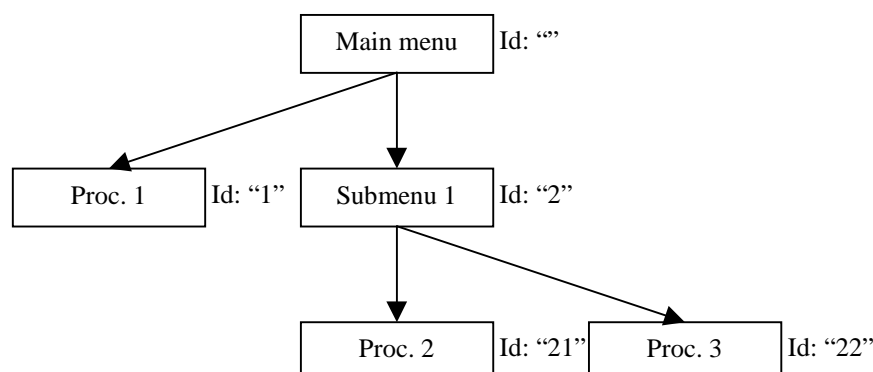 Main menu Id: “”
Proc. 1 Id: “1” Submenu 1 Id: “2”
Proc. 2 Id: “21” Proc. 3 Id: “22”